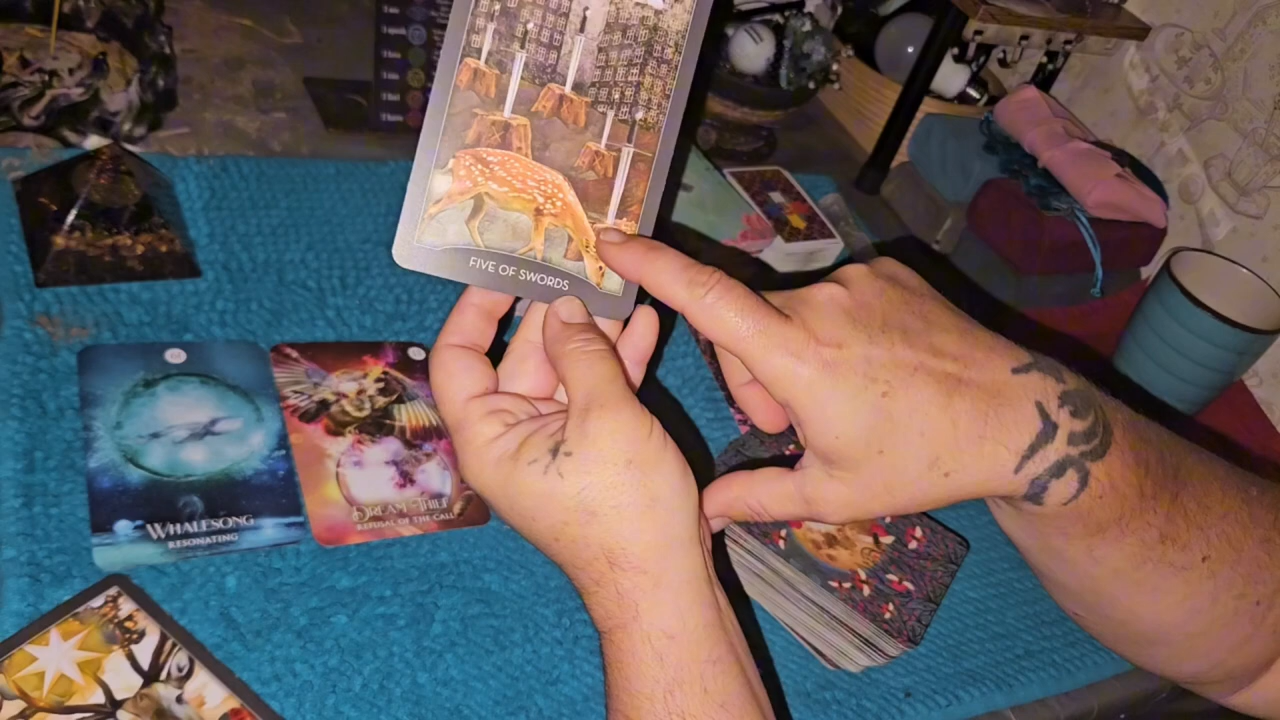 FIVE OF SWORDS
WHALESONG
RESONATING
DREAM THIEF
REFUSAL OF THE CALL